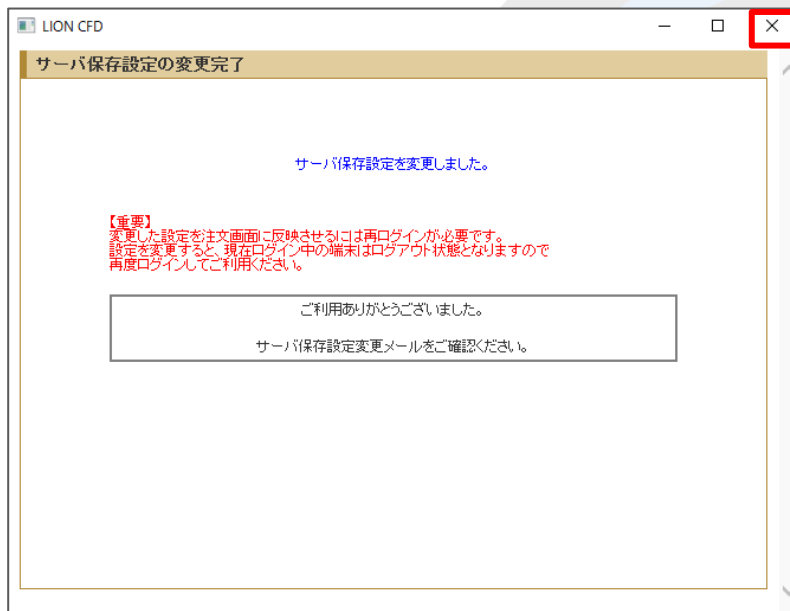 LION CFD
サーバ保存設定の変更完了
サーバ保存設定を変更しました。
【重要】
変更した設定を注文画面に反映させるには再ログインが必要です。
設定を変更すると、現在ログイン中の端末はログアウト状態となりますので
再度ログインしてご利用ください。
ご利用ありがとうございました。
サーバ保存設定変更メールをご確認ください。